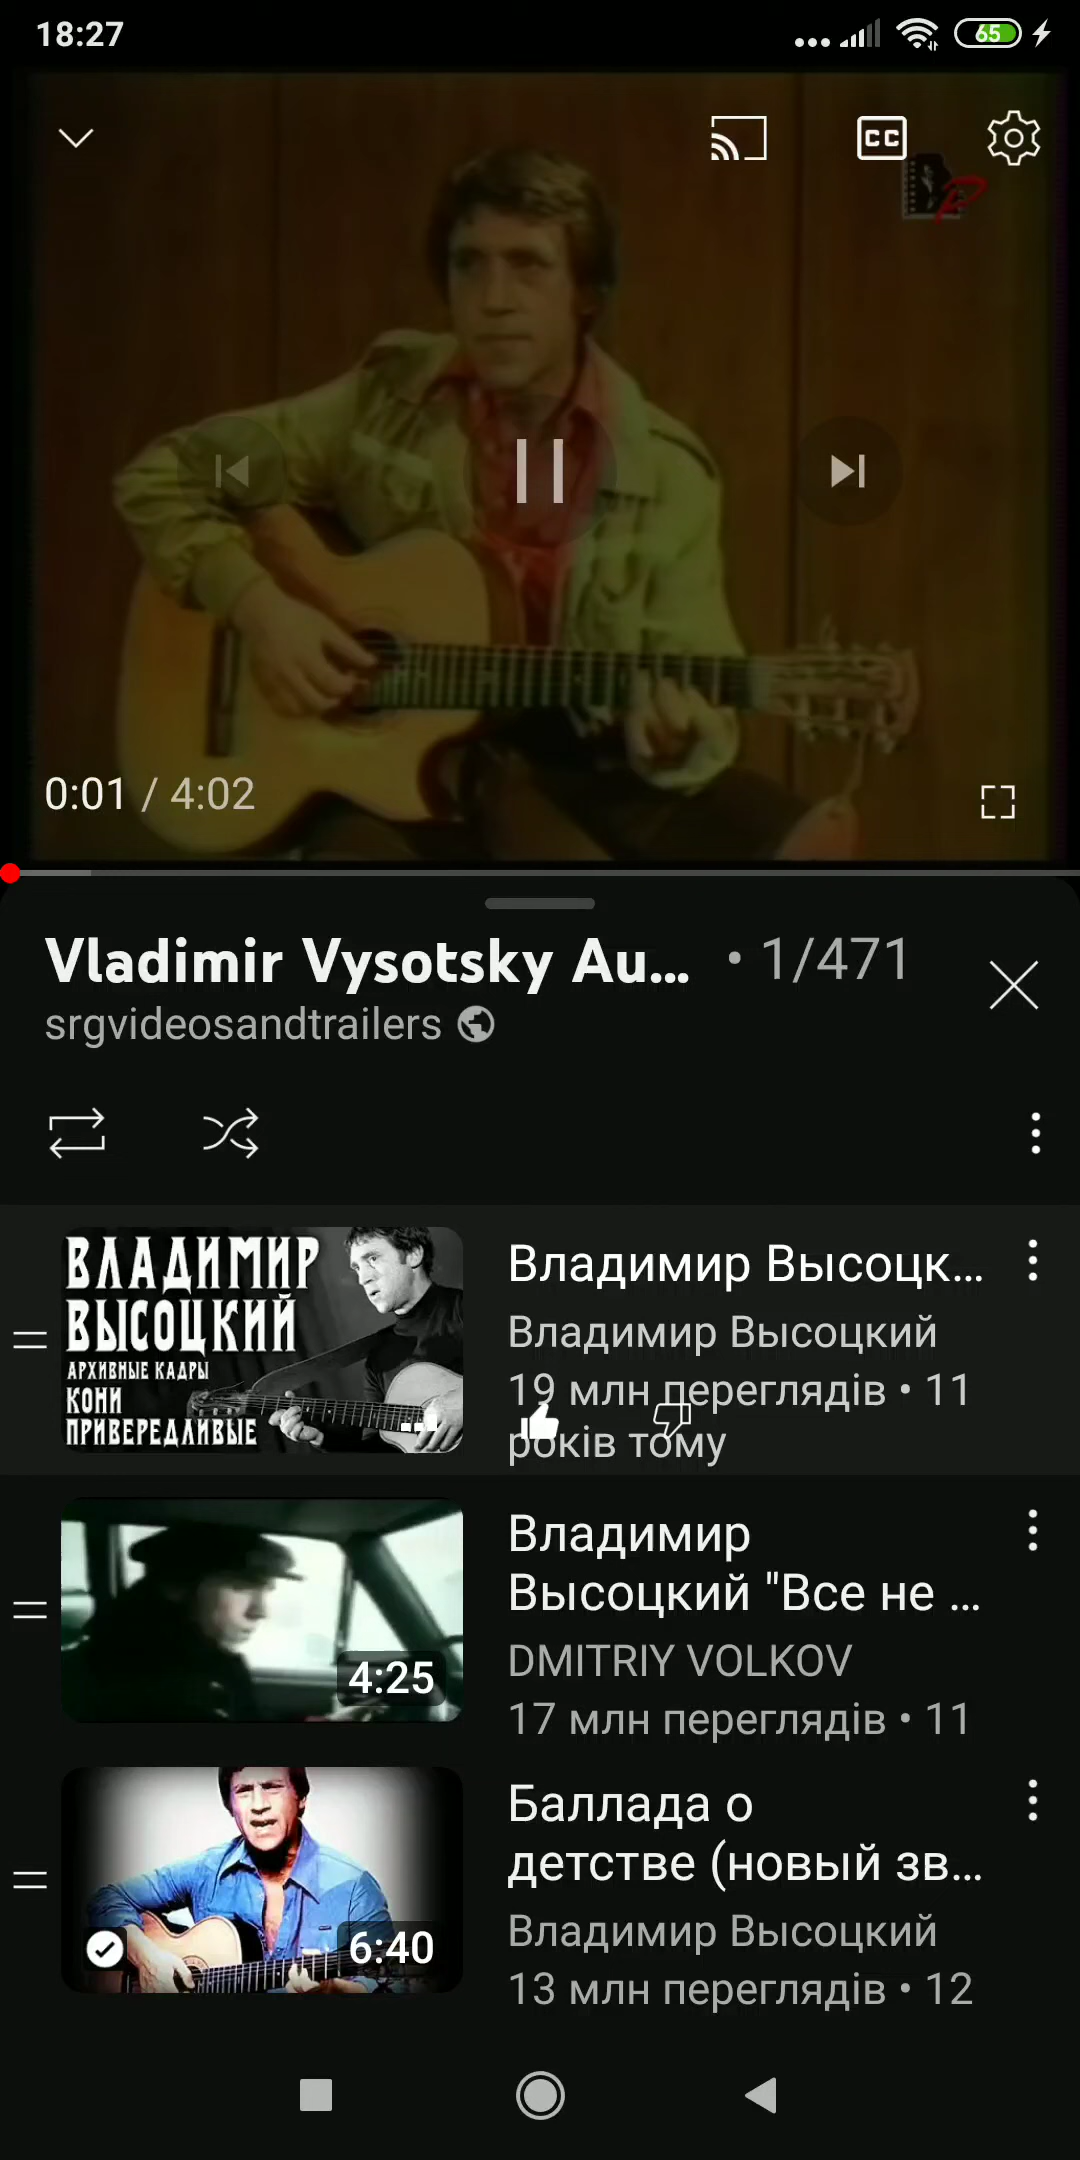 18:27
65
CC
P
0:01 / 4:02
Vladimir Vysotsky Au... • 1/471
srgvideosandtrailers
ВЛАДИМИР
ВЫСОЦКИЙ
АРХИВНЫЕ КАДРЫ
КОНИ
ПРИВЕРЕДЛИВЫЕ
Владимир Высоцк...
Владимир Высоцкий
19 млн переглядів • 11
років тому
4:25
Владимир
Высоцкий "Все не ...
DMITRIY VOLKOV
17 млн переглядів • 11
6:40
Баллада о
детстве (новый зв...
Владимир Высоцкий
13 млн переглядів • 12